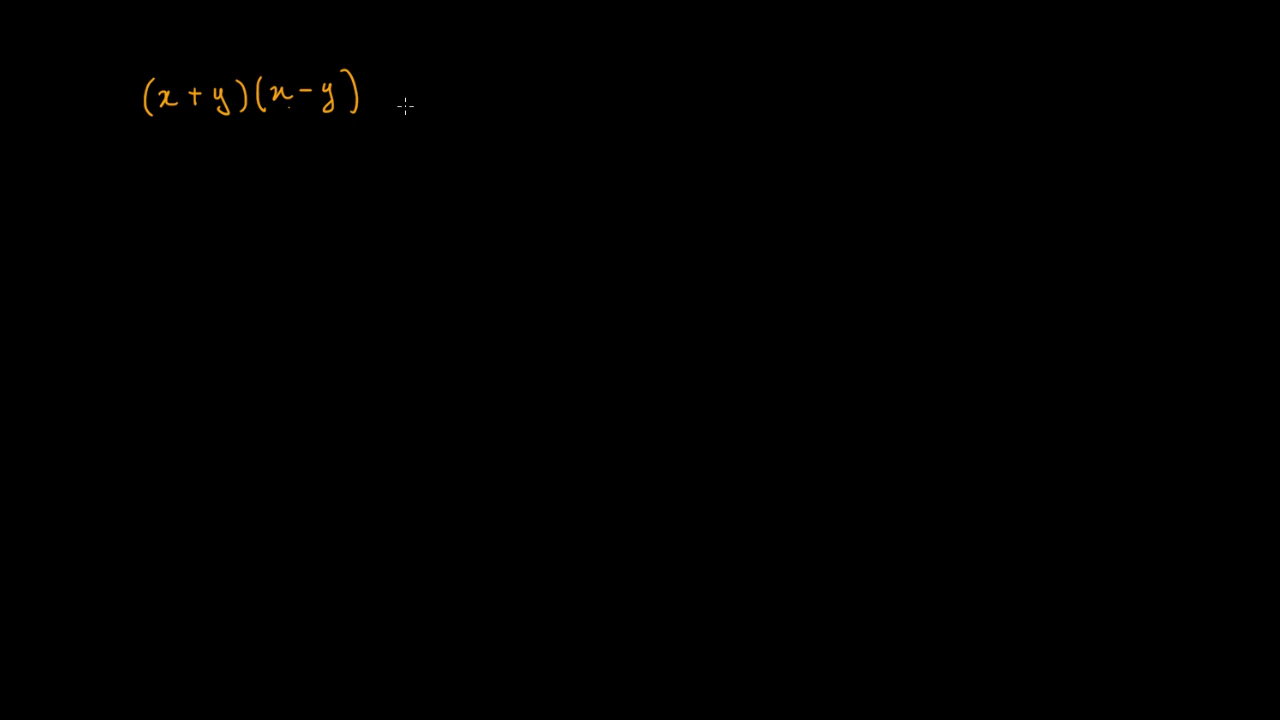 (x + y)(x - y)